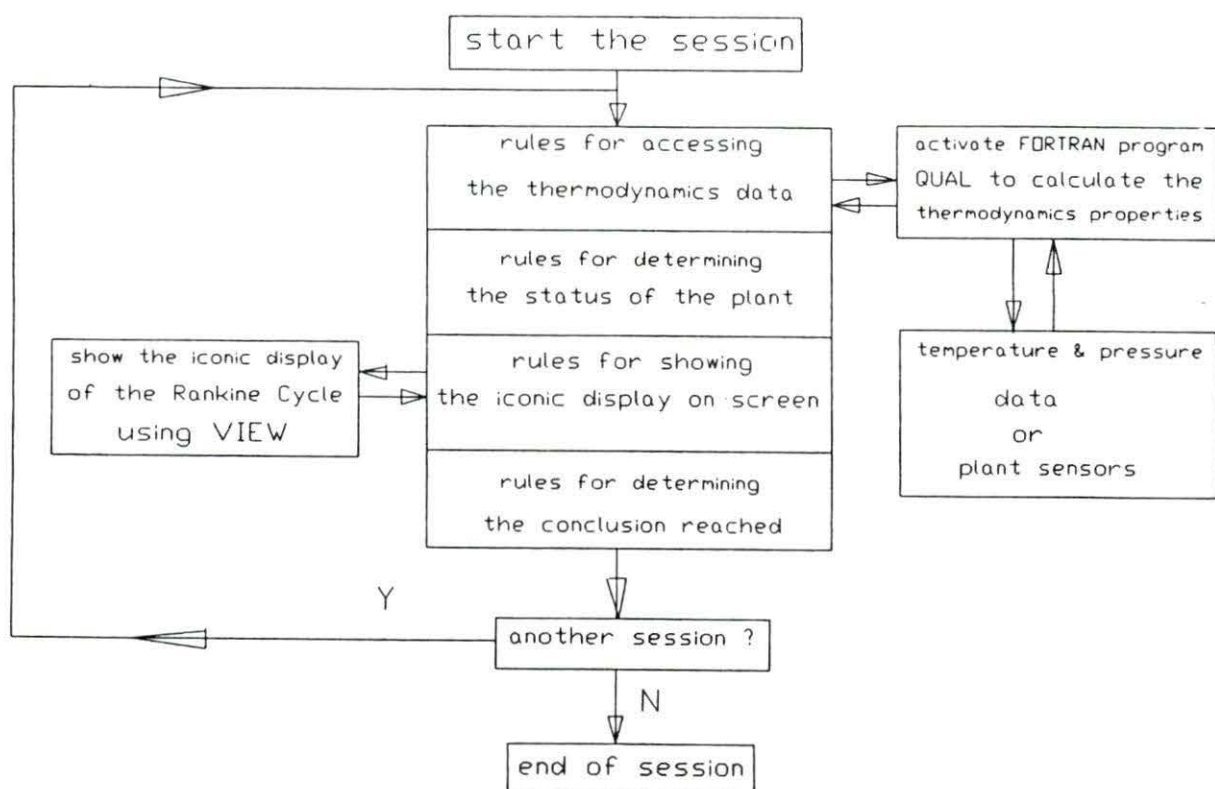 start the session
rules for accessing
the thermodynamics data
activate FORTRAN program
QUAL to calculate the
thermodynamics properties
rules for determining
the status of the plant
temperature & pressure
data
or
plant sensors
show the iconic display
of the Rankine Cycle
using VIEW
rules for showing
the iconic display on screen
rules for determining
the conclusion reached
Y
another session ?
N
end of session